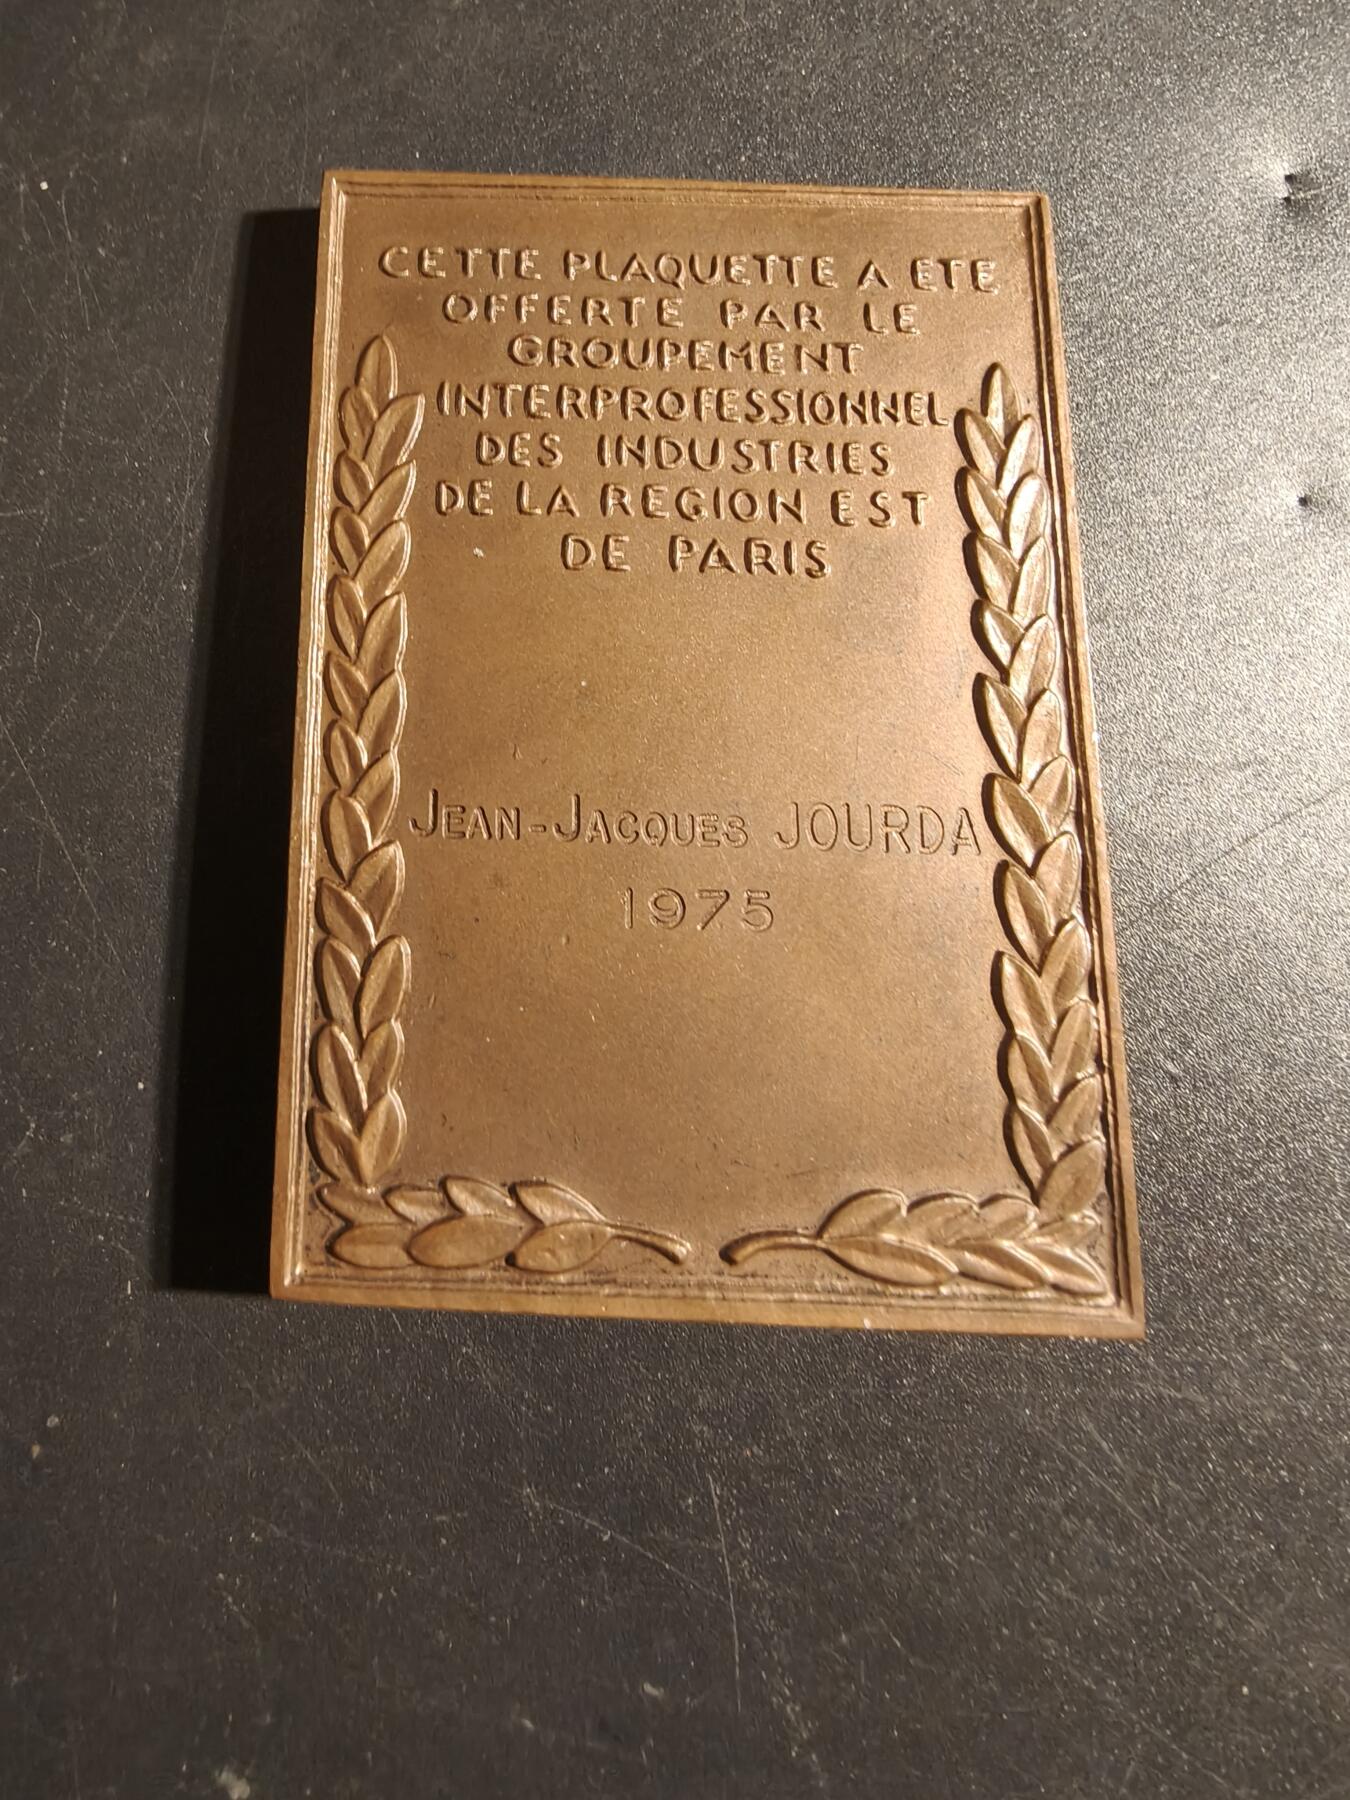 CETTE PLAQUETTE A ETE
OFFERTE PAR LE
GROUPEMENT
INTERPROFESSIONNEL
DES INDUSTRIES
DE LA REGION EST
DE PARIS
JEAN-JACQUES JOURDA
1975